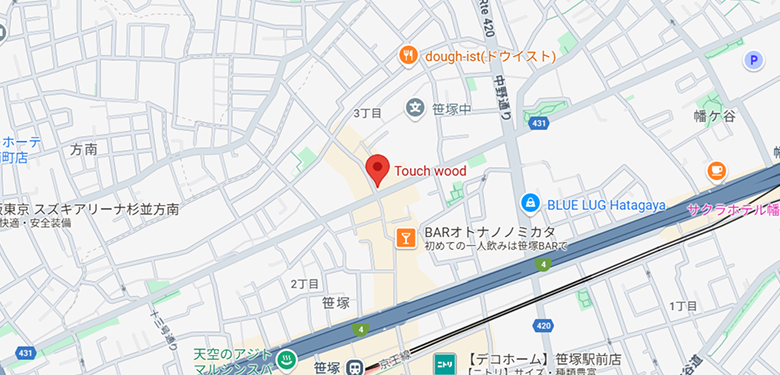 Rte 420
dough-ist(ドウイスト)
中野通り
P
3丁目
笹塚中
431
幡ケ谷
方南
Touch wood
BLUE LUG Hatagaya
サクラホテル幡
東京 スズキアリーナ杉並方南
快適・安全装備
BARオトナノノミカタ
初めての一人飲みは笹塚BARで
4
2丁目
笹塚
1丁目
十三号通り
4
420
431
天空のアジト
マルシンスパ
笹塚
京王線
ニトリ
【デコホーム】笹塚駅前店
【ニトリ】サイズ・種類豊富